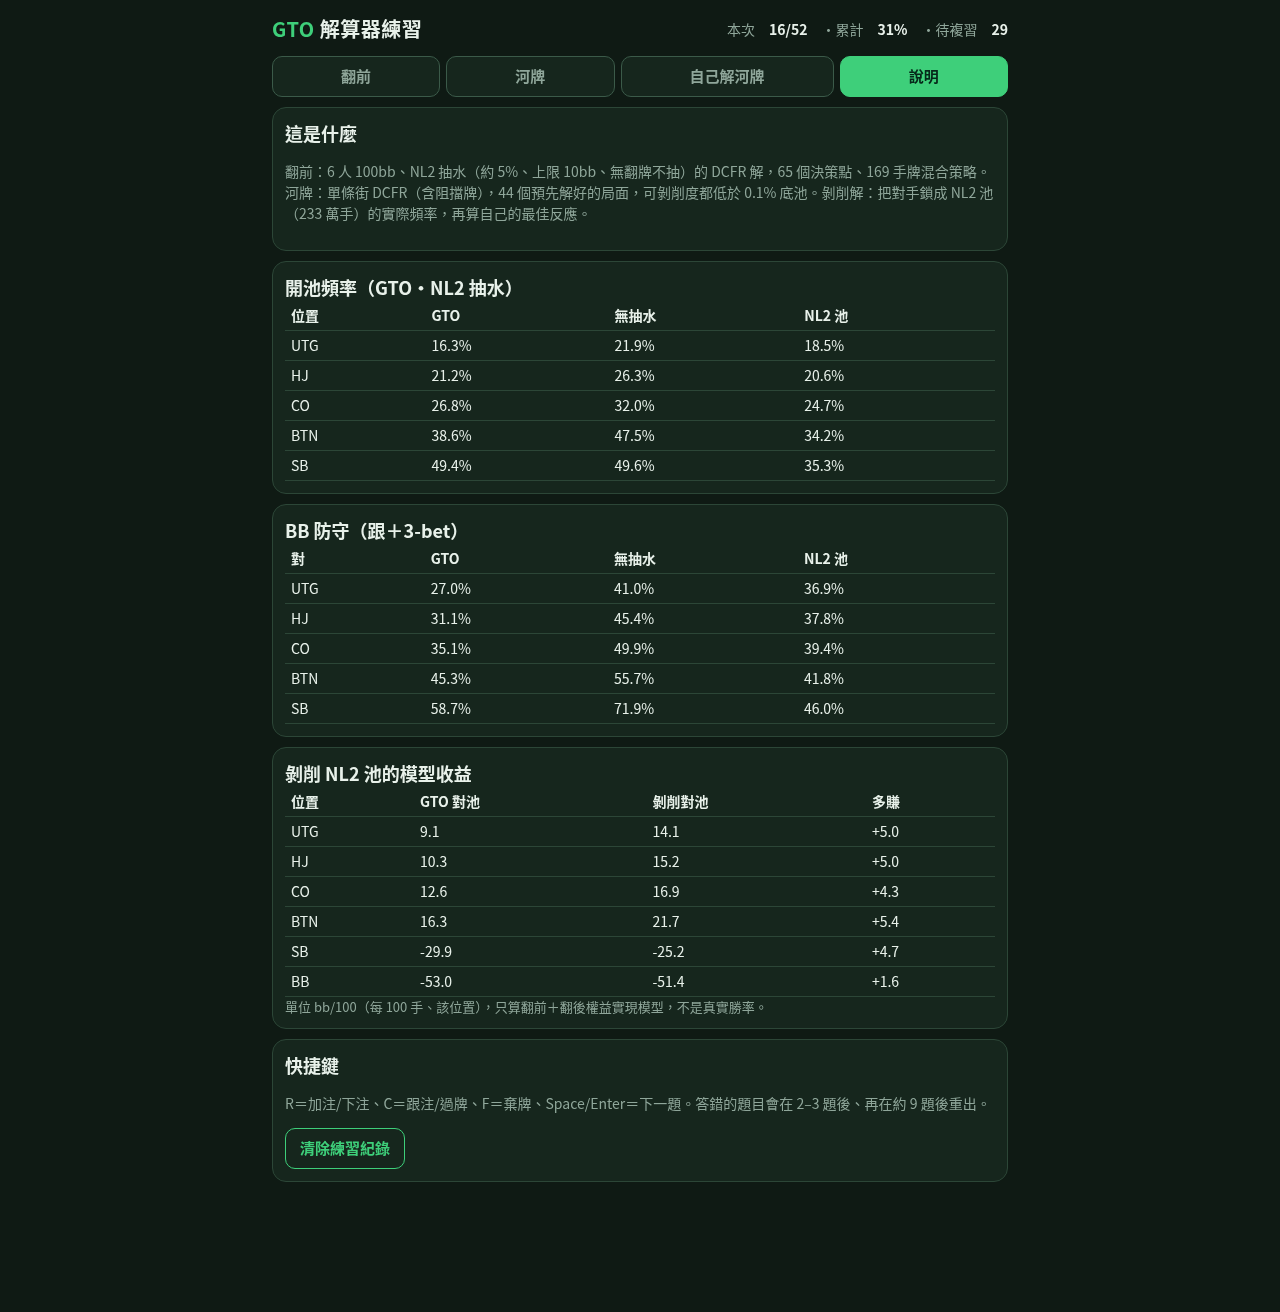 GTO 解算器練習
本次 16/52 ・累計 31% ・待複習 29
翻前 河牌 自己解河牌 說明
這是什麼
翻前：6 人 100bb、NL2 抽水（約 5%、上限 10bb、無翻牌不抽）的 DCFR 解，65 個決策點、169 手牌混合策略。
河牌：單條街 DCFR（含阻擋牌），44 個預先解好的局面，可剝削度都低於 0.1% 底池。剝削解：把對手鎖成 NL2 池
（233 萬手）的實際頻率，再算自己的最佳反應。
開池頻率（GTO・NL2 抽水）
位置 GTO 無抽水 NL2 池
UTG 16.3% 21.9% 18.5%
HJ 21.2% 26.3% 20.6%
CO 26.8% 32.0% 24.7%
BTN 38.6% 47.5% 34.2%
SB 49.4% 49.6% 35.3%
BB 防守（跟＋3-bet）
對 GTO 無抽水 NL2 池
UTG 27.0% 41.0% 36.9%
HJ 31.1% 45.4% 37.8%
CO 35.1% 49.9% 39.4%
BTN 45.3% 55.7% 41.8%
SB 58.7% 71.9% 46.0%
剝削 NL2 池的模型收益
位置 GTO 對池 剝削對池 多賺
UTG 9.1 14.1 +5.0
HJ 10.3 15.2 +5.0
CO 12.6 16.9 +4.3
BTN 16.3 21.7 +5.4
SB -29.9 -25.2 +4.7
BB -53.0 -51.4 +1.6
單位 bb/100（每 100 手、該位置），只算翻前＋翻後權益實現模型，不是真實勝率。
快捷鍵
R＝加注/下注、C＝跟注/過牌、F＝棄牌、Space/Enter＝下一題。答錯的題目會在 2–3 題後、再在約 9 題後重出。
清除練習紀錄